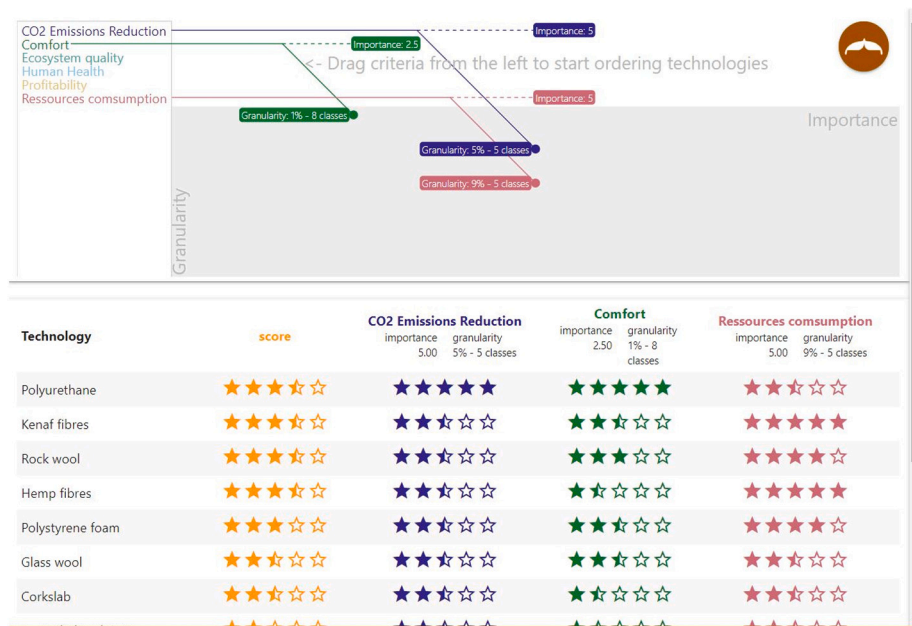 CO2 Emissions Reduction
Comfort
Ecosystem quality
Human Health
Profitability
Ressources comsumption
Importance: 5
Importance: 2.5
<- Drag criteria from the left to start ordering technologies
Importance: 5
Granularity: 1% - 8 classes
Importance
Granularity: 5% - 5 classes
Granularity: 9% - 5 classes
Granularity
Technology
score
CO2 Emissions Reduction
importance granularity
5.00 5% - 5 classes
Comfort
importance granularity
2.50 1% - 8
classes
Ressources comsumption
importance granularity
5.00 9% - 5 classes
Polyurethane
Kenaf fibres
Rock wool
Hemp fibres
Polystyrene foam
Glass wool
Corkslab